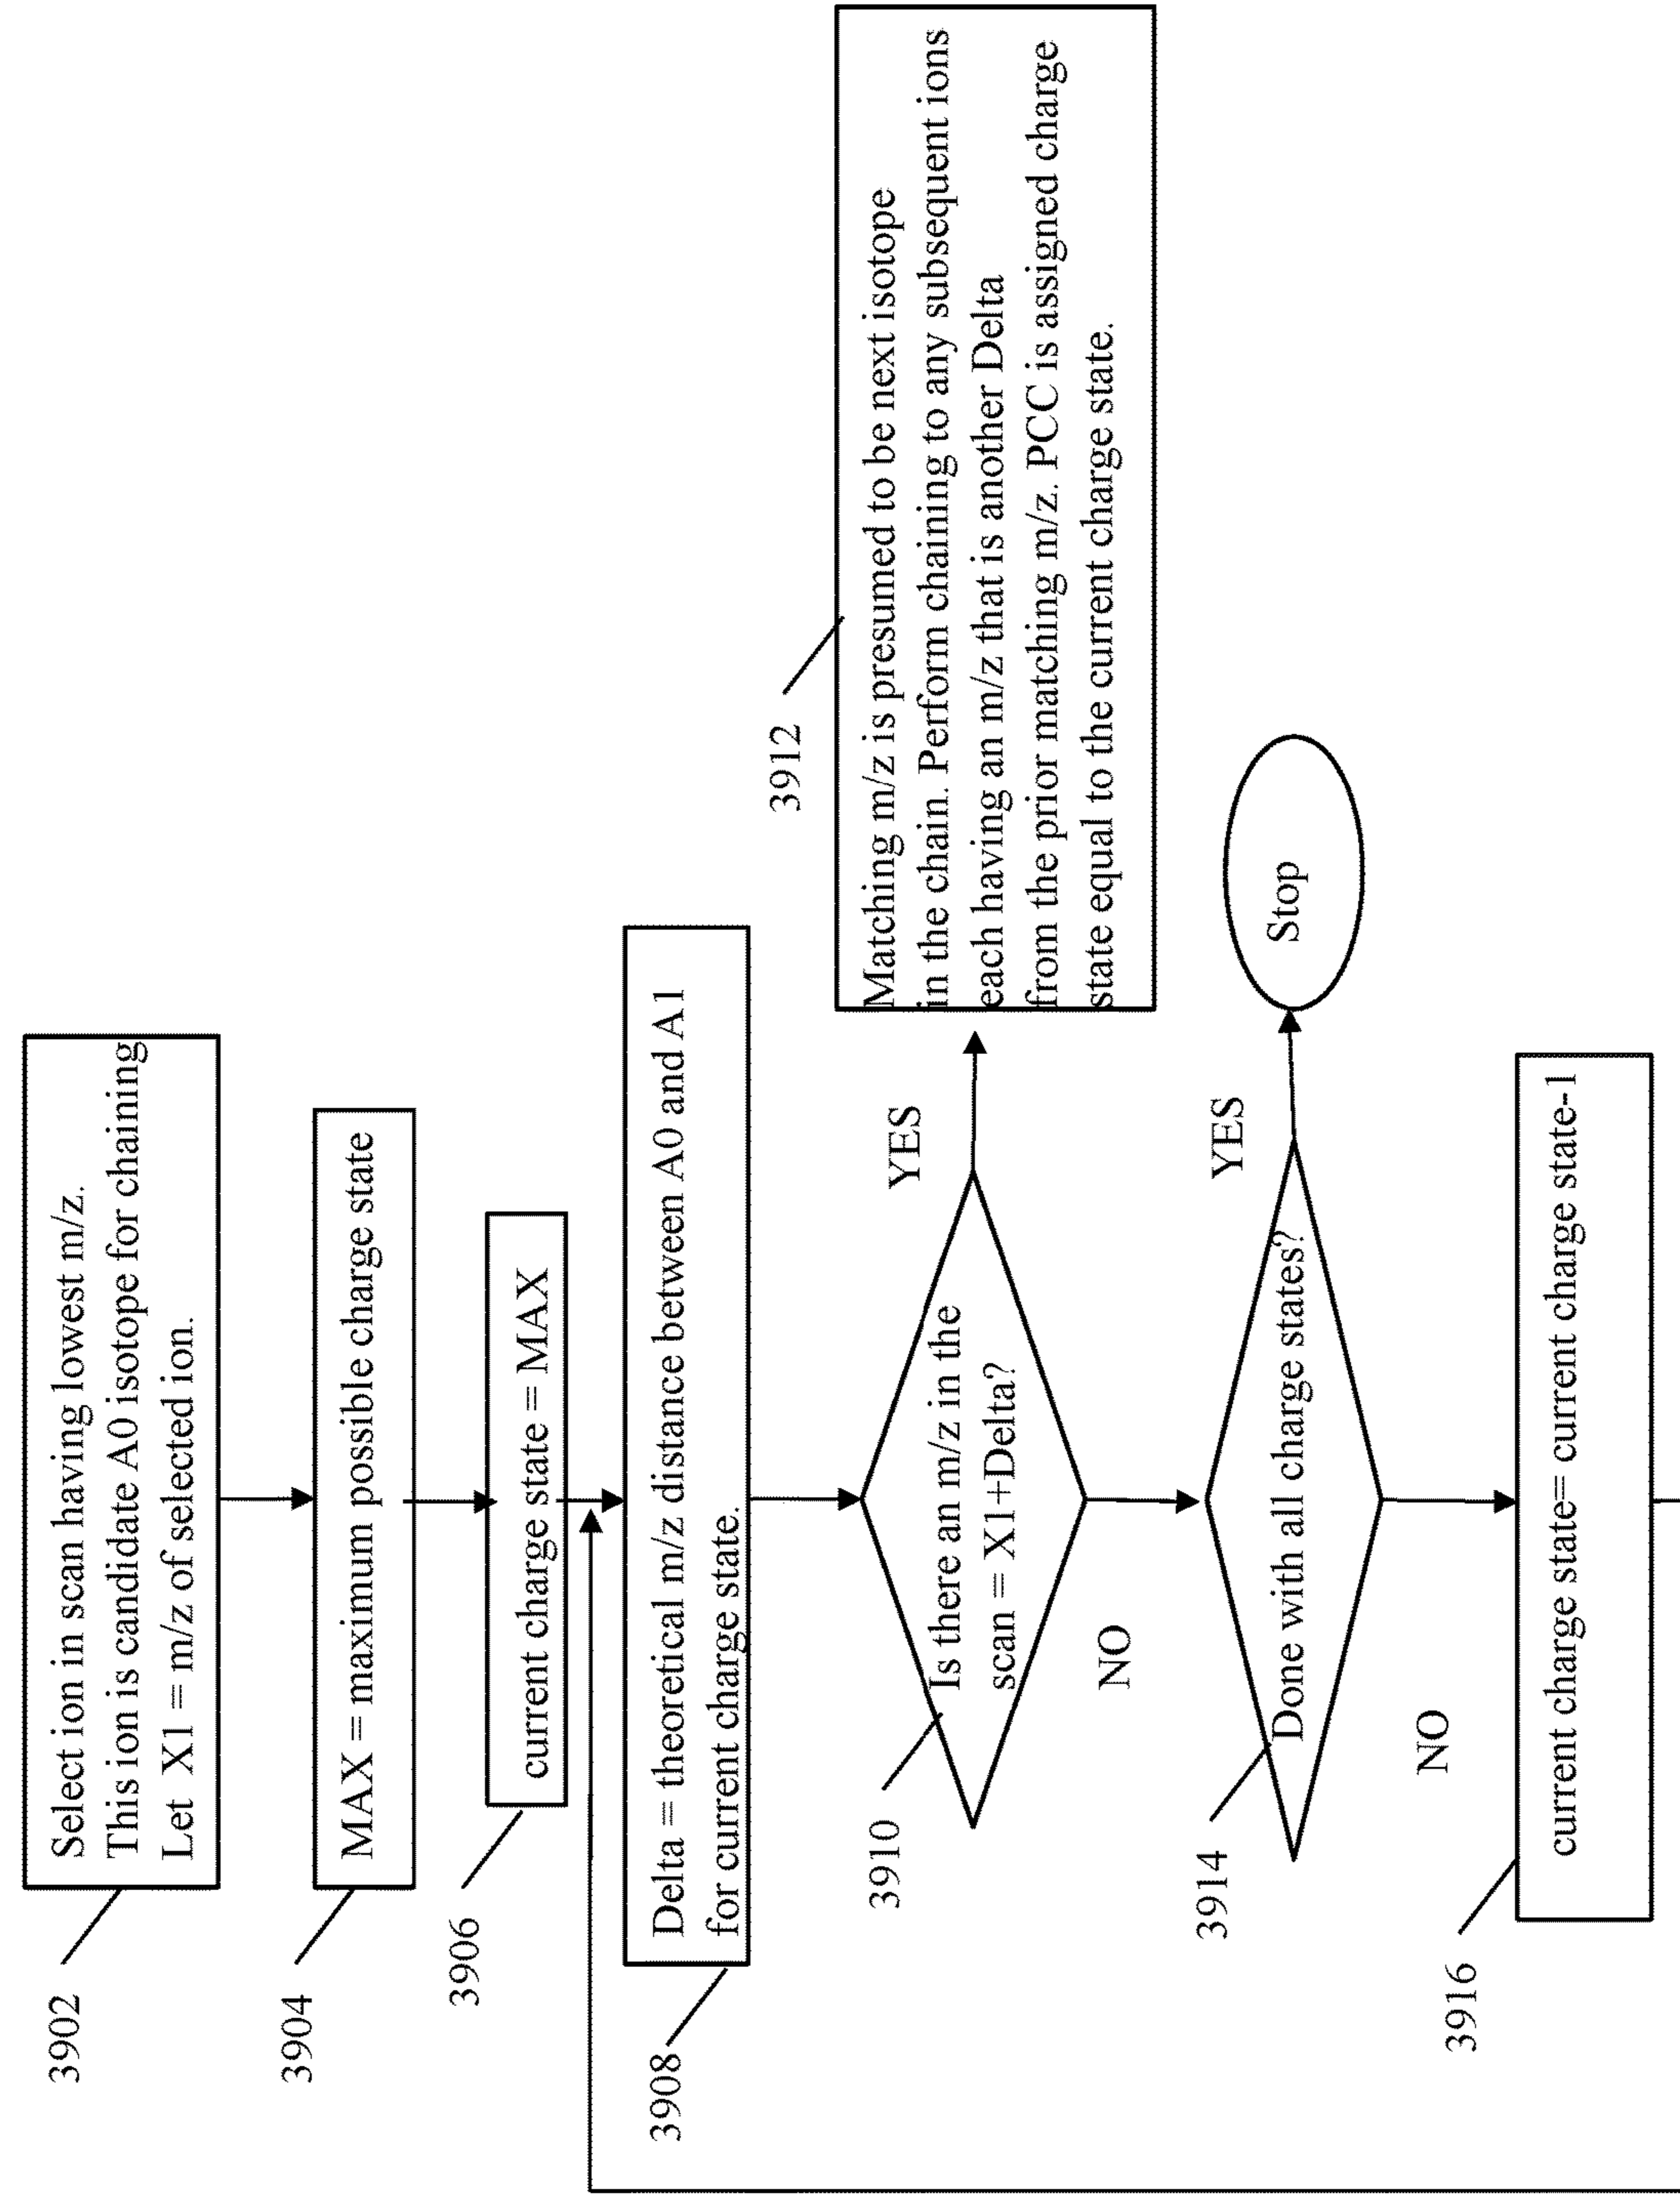 3902
Select ion in scan having lowest m/z.
This ion is candidate A0 isotope for chaining
Let X1 = m/z of selected ion.
3904
MAX = maximum possible charge state
3906
current charge state = MAX
3908
Delta = theoretical m/z distance between A0 and A1
for current charge state.
3910
Is there an m/z in the
scan = X1+Delta?
YES
NO
3912
Matching m/z is presumed to be next isotope
in the chain. Perform chaining to any subsequent ions
each having an m/z that is another Delta
from the prior matching m/z. PCC is assigned charge
state equal to the current charge state.
3914
Done with all charge states?
YES
Stop
NO
3916
current charge state= current charge state-1